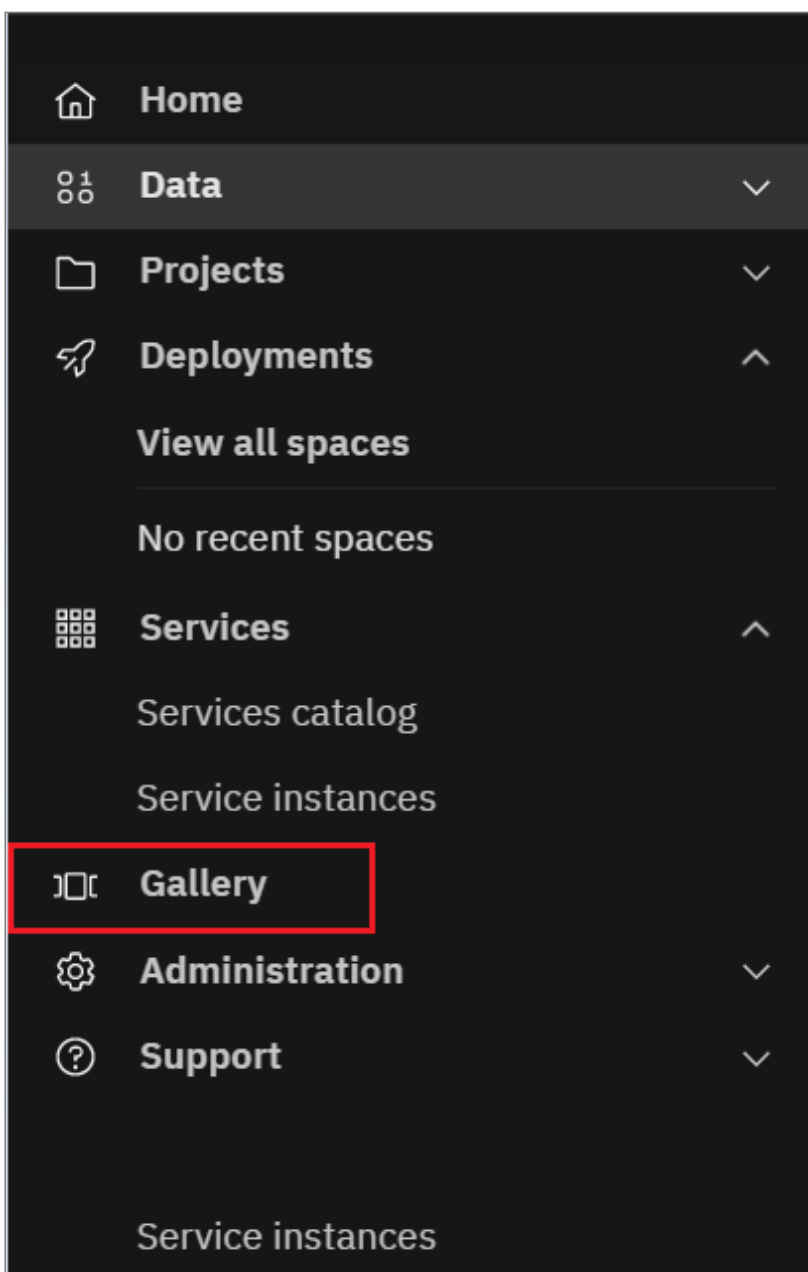 Home
Data
Projects
Deployments
View all spaces
No recent spaces
Services
Services catalog
Service instances
Gallery
Administration
Support
Service instances